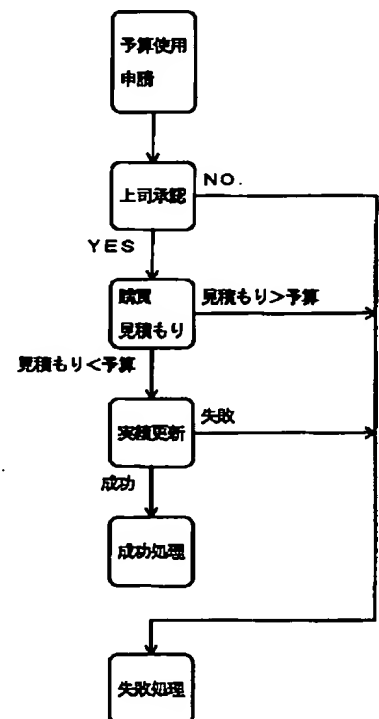 予算使用
申請
上司承認
NO.
YES
購買
見積もり
見積もり>予算
見積もり<予算
実績更新
失敗
成功
成功処理
失敗処理